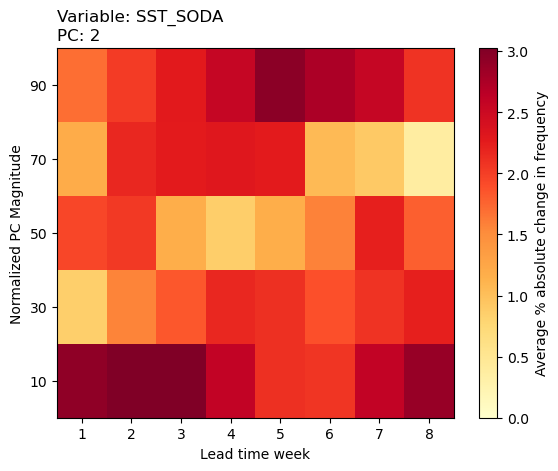 Variable: SST_SODA
PC: 2
Normalized PC Magnitude
90
70
50
30
10
1 2 3 4 5 6 7 8
Lead time week
3.0
2.5
2.0
1.5
1.0
0.5
0.0
Average % absolute change in frequency